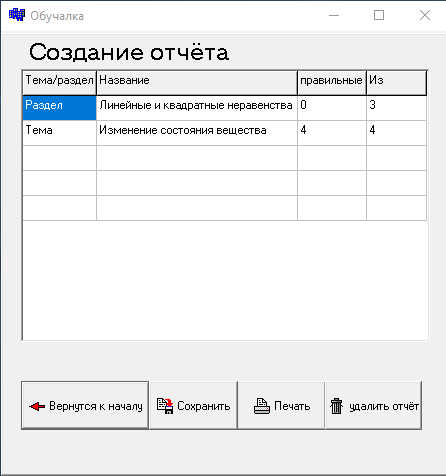 Обучалка
Создание отчёта
Тема/раздел Название правильные Из
Раздел Линейные и квадратные неравенства 0 3
Тема Изменение состояния вещества 4 4
Вернутся к началу Сохранить Печать удалить отчёт